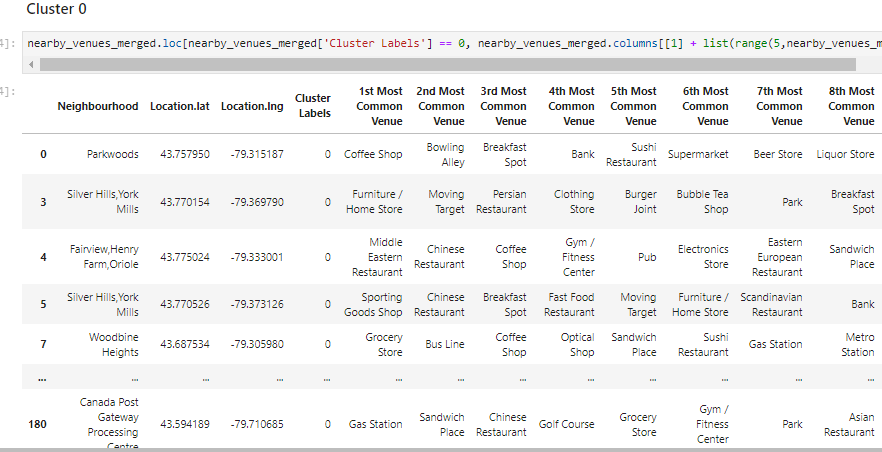 Cluster 0
4]: nearby_venues_merged.loc[nearby_venues_merged['Cluster Labels'] == 0, nearby_venues_merged.columns[[1] + list(range(5,nearby_venues_m
4]:
Neighbourhood Location.lat Location.lng Cluster Labels 1st Most Common Venue 2nd Most Common Venue 3rd Most Common Venue 4th Most Common Venue 5th Most Common Venue 6th Most Common Venue 7th Most Common Venue 8th Most Common Venue
0 Parkwoods 43.757950 -79.315187 0 Coffee Shop Bowling Alley Breakfast Spot Bank Sushi Restaurant Supermarket Beer Store Liquor Store
3 Silver Hills,York Mills 43.770154 -79.369790 0 Furniture / Home Store Moving Target Persian Restaurant Clothing Store Burger Joint Bubble Tea Shop Park Breakfast Spot
4 Fairview,Henry Farm,Oriole 43.775024 -79.333001 0 Middle Eastern Restaurant Chinese Restaurant Coffee Shop Gym / Fitness Center Pub Electronics Store Eastern European Restaurant Sandwich Place
5 Silver Hills,York Mills 43.770526 -79.373126 0 Sporting Goods Shop Chinese Restaurant Breakfast Spot Fast Food Restaurant Moving Target Furniture / Home Store Scandinavian Restaurant Bank
7 Woodbine Heights 43.687534 -79.305980 0 Grocery Store Bus Line Coffee Shop Optical Shop Sandwich Place Sushi Restaurant Gas Station Metro Station
... ... ... ... ... ... ... ... ... ... ... ... ...
180 Canada Post Gateway Processing Centre 43.594189 -79.710685 0 Gas Station Sandwich Place Chinese Restaurant Golf Course Grocery Store Gym / Fitness Center Park Asian Restaurant